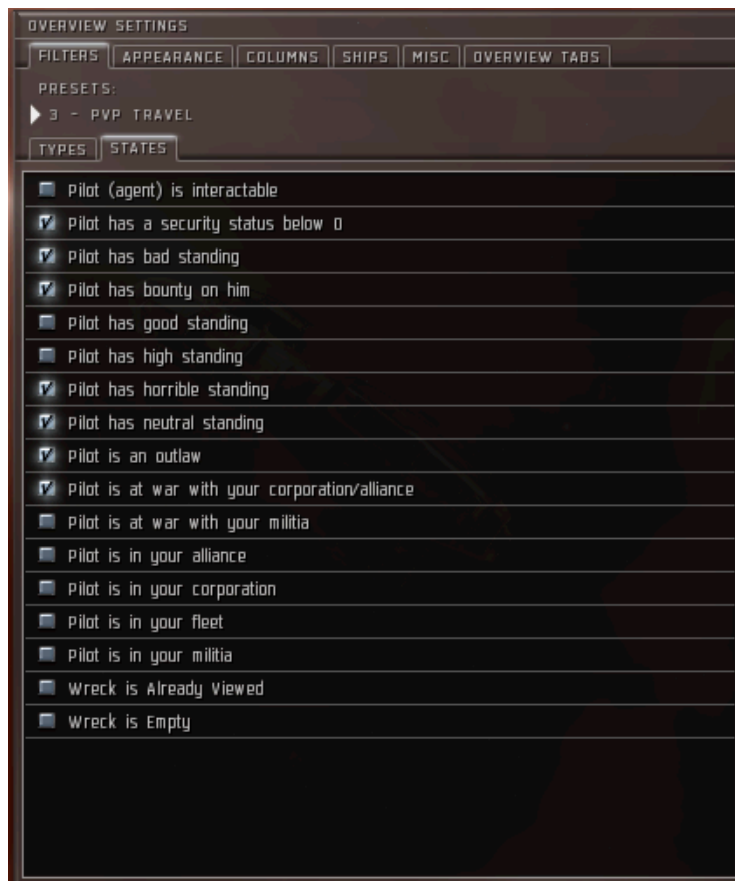 OVERVIEW SETTINGS
FILTERS APPEARANCE COLUMNS SHIPS MISC OVERVIEW TABS
PRESETS:
3 - PVP TRAVEL
TYPES STATES
Pilot (agent) is interactable
Pilot has a security status below 0
Pilot has bad standing
Pilot has bounty on him
Pilot has good standing
Pilot has high standing
Pilot has horrible standing
Pilot has neutral standing
Pilot is an outlaw
Pilot is at war with your corporation/alliance
Pilot is at war with your militia
Pilot is in your alliance
Pilot is in your corporation
Pilot is in your fleet
Pilot is in your militia
Wreck is Already Viewed
Wreck is Empty